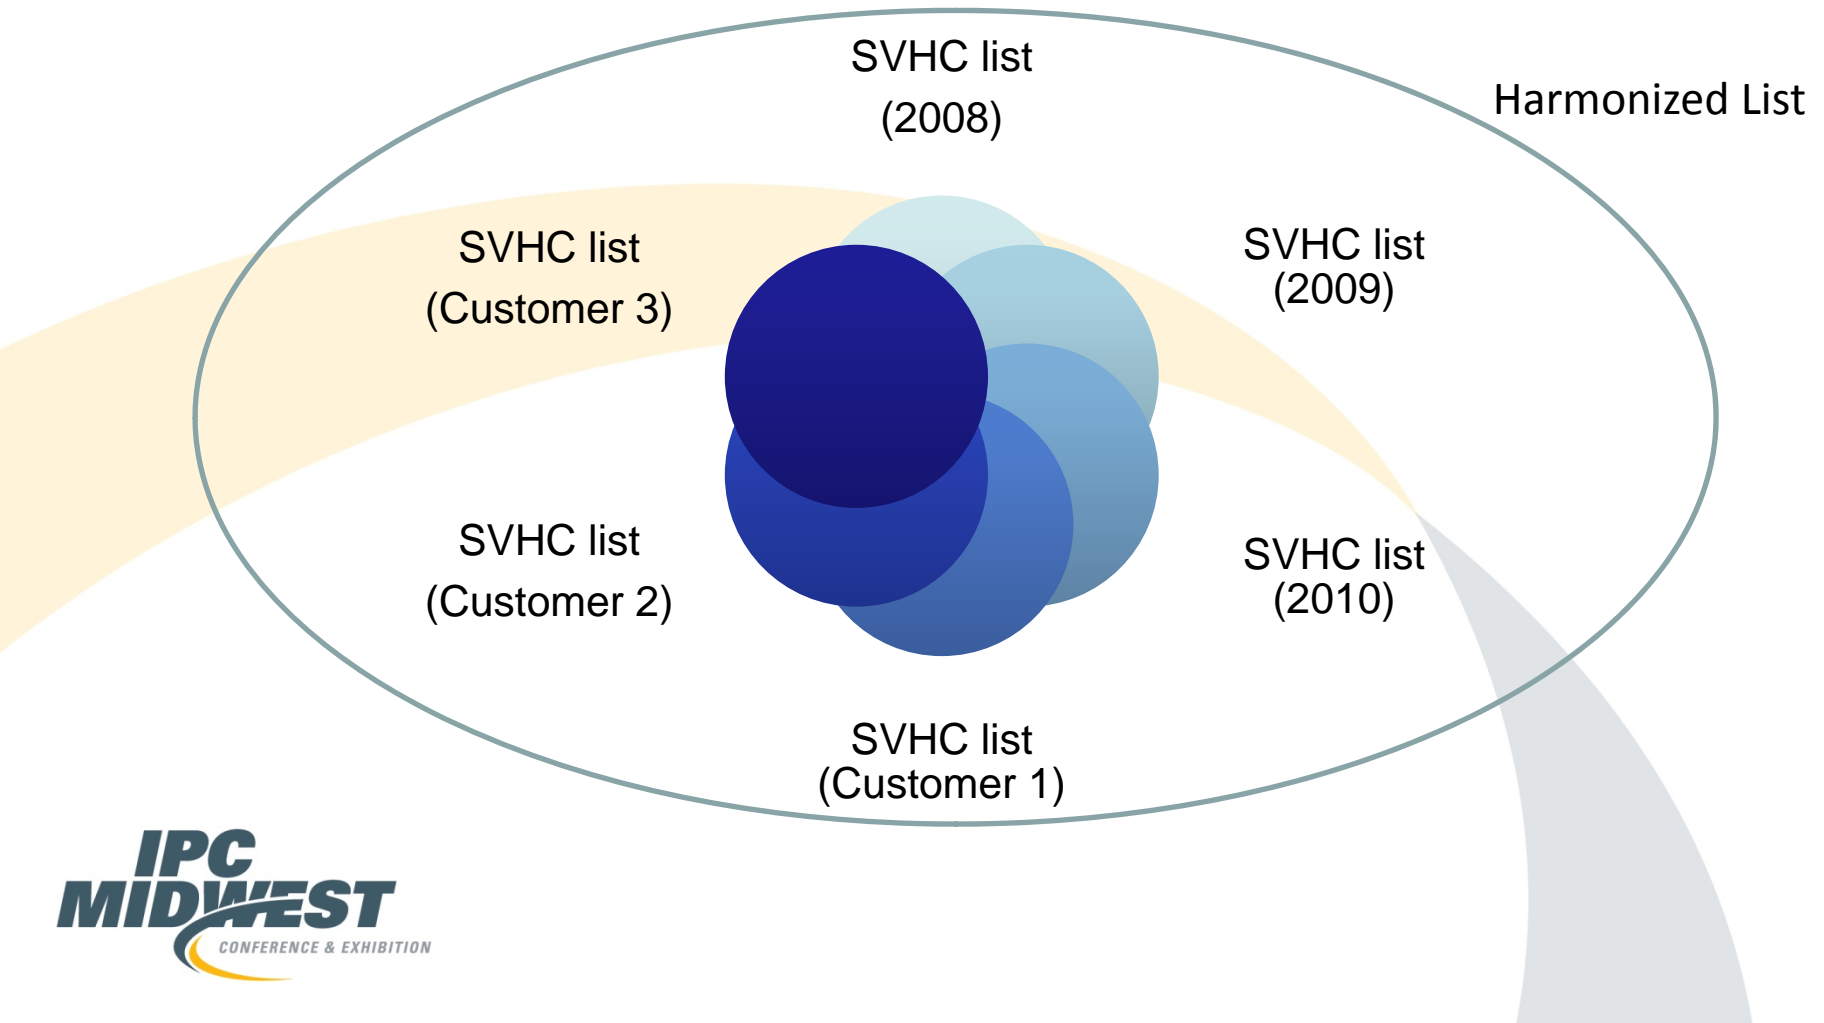 SVHC list
(2008)
Harmonized List
SVHC list
(Customer 3)
SVHC list
(2009)
SVHC list
(Customer 2)
SVHC list
(2010)
SVHC list
(Customer 1)
IPC
MIDWEST
CONFERENCE & EXHIBITION